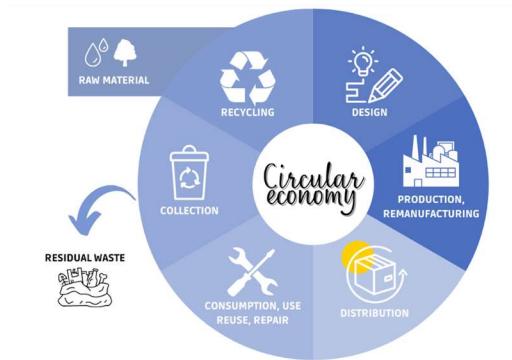 RAW MATERIAL
RECYCLING
DESIGN
Circular
economy
COLLECTION
PRODUCTION,
REMANUFACTURING
RESIDUAL WASTE
CONSUMPTION, USE
REUSE, REPAIR
DISTRIBUTION